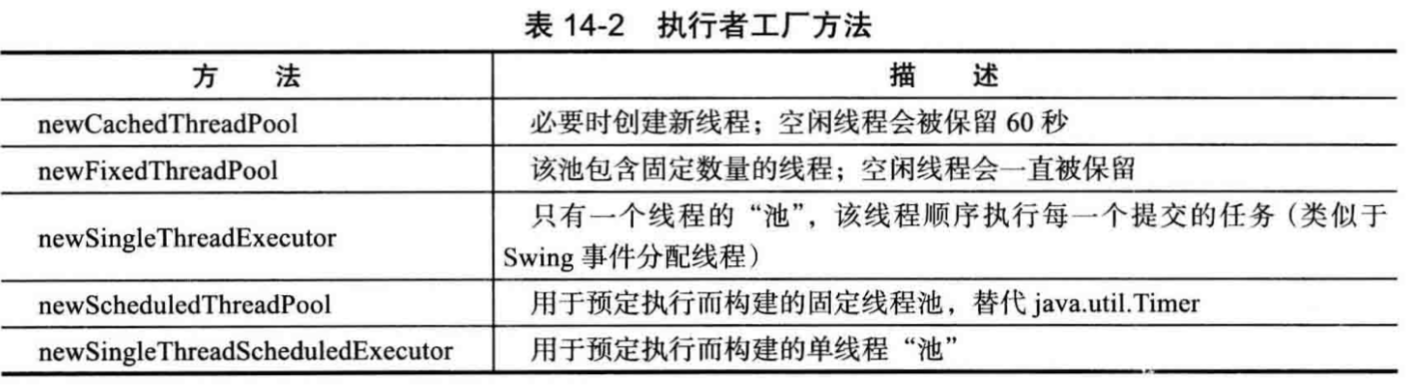 表 14-2 执行者工厂方法
方 法 描 述
newCachedThreadPool 必要时创建新线程；空闲线程会被保留 60 秒
newFixedThreadPool 该池包含固定数量的线程；空闲线程会一直被保留
newSingleThreadExecutor 只有一个线程的“池”，该线程顺序执行每一个提交的任务（类似于
Swing 事件分配线程）
newScheduledThreadPool 用于预定执行而构建的固定线程池，替代 java.util.Timer
newSingleThreadScheduledExecutor 用于预定执行而构建的单线程“池”